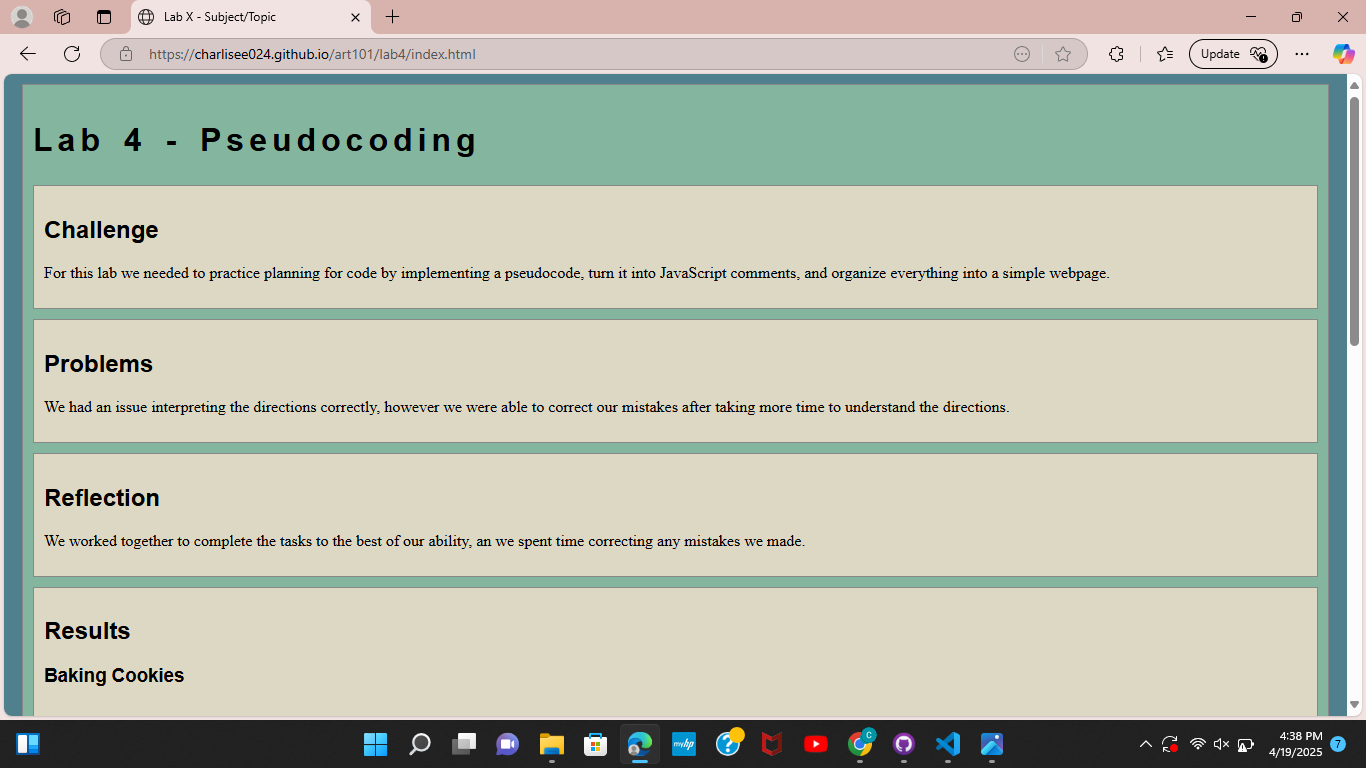 Lab X - Subject/Topic
https://charlisee024.github.io/art101/lab4/index.html
Update
Lab 4 - Pseudocoding
Challenge
For this lab we needed to practice planning for code by implementing a pseudocode, turn it into JavaScript comments, and organize everything into a simple webpage.
Problems
We had an issue interpreting the directions correctly, however we were able to correct our mistakes after taking more time to understand the directions.
Reflection
We worked together to complete the tasks to the best of our ability, an we spent time correcting any mistakes we made.
Results
Baking Cookies
myhp
C
4:38 PM
4/19/2025
7